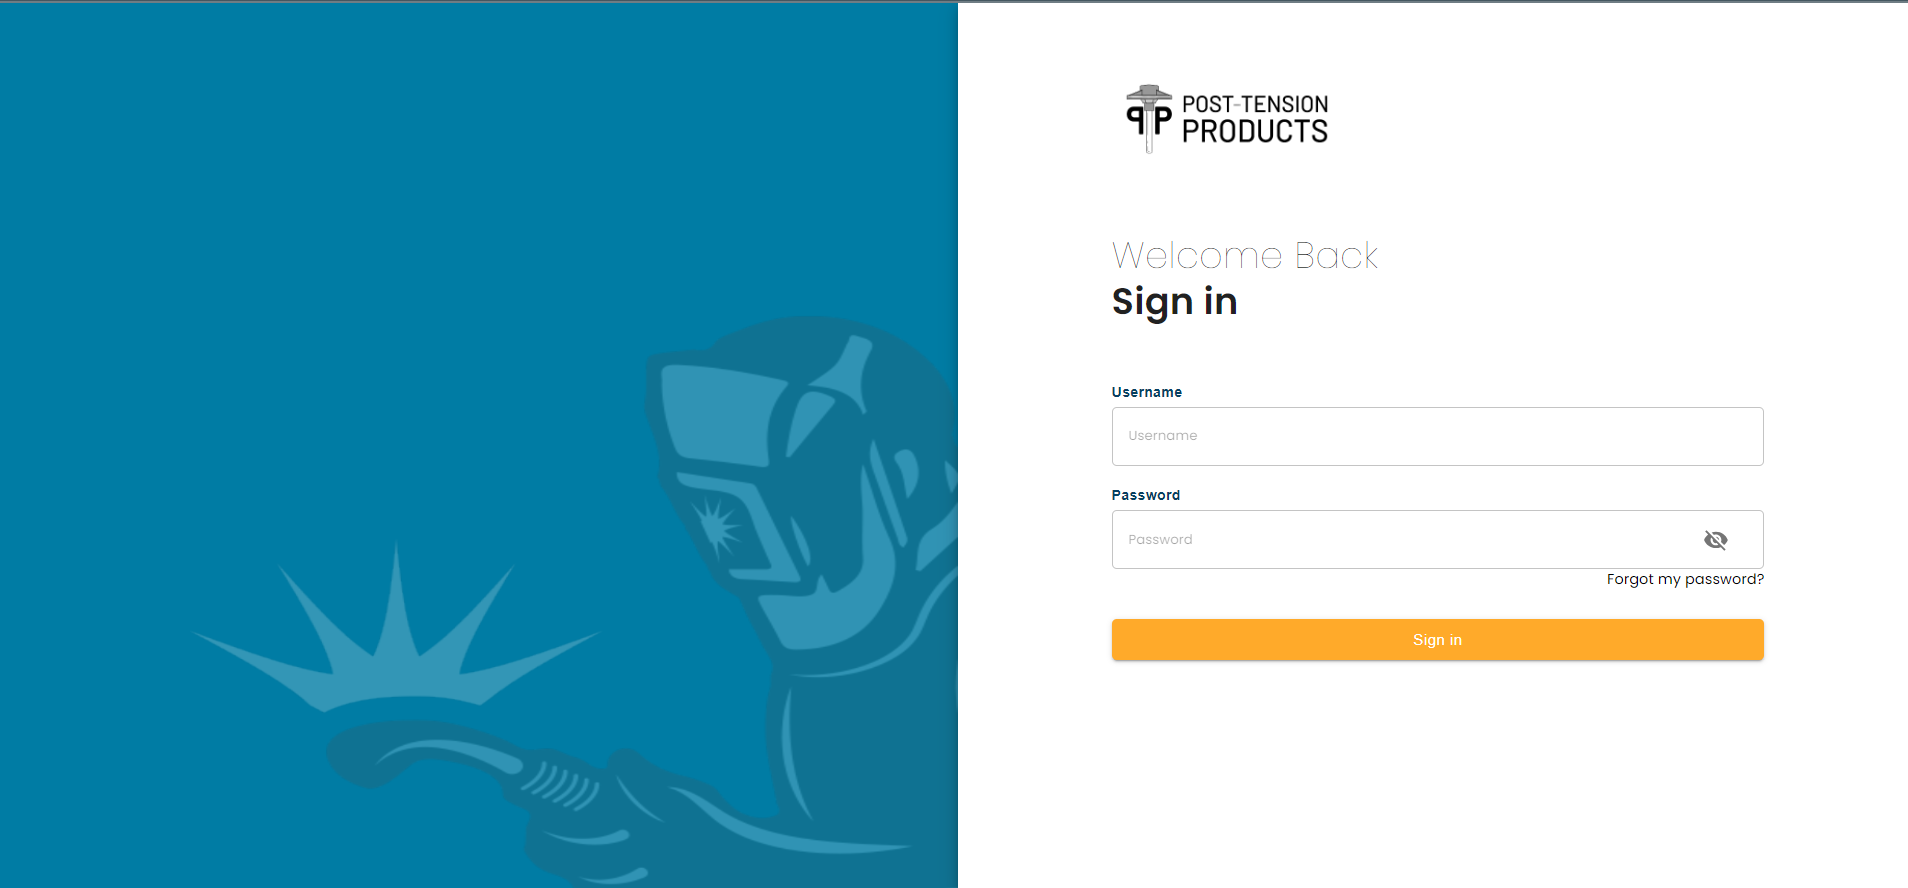 POST-TENSION
PRODUCTS
Welcome Back
Sign in
Username
Username
Password
Password
Forgot my password?
Sign in